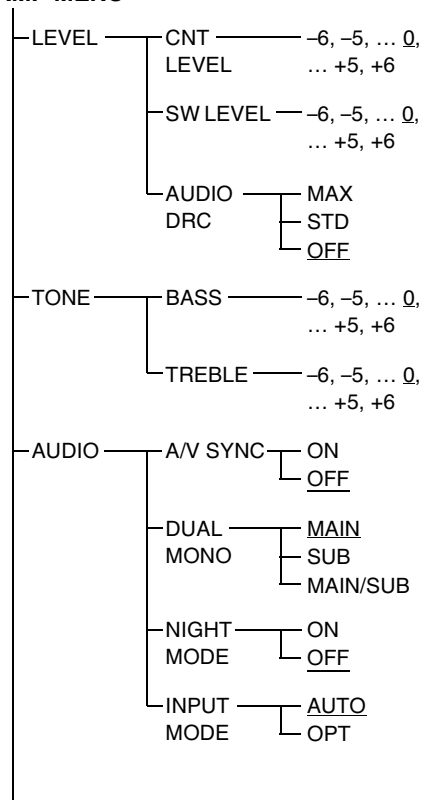 LEVEL CNT –6, –5, … 0,
LEVEL … +5, +6
SW LEVEL –6, –5, … 0,
… +5, +6
AUDIO MAX
DRC STD
OFF
TONE BASS –6, –5, … 0,
… +5, +6
TREBLE –6, –5, … 0,
… +5, +6
AUDIO A/V SYNC ON
OFF
DUAL MAIN
MONO SUB
MAIN/SUB
NIGHT ON
MODE OFF
INPUT AUTO
MODE OPT